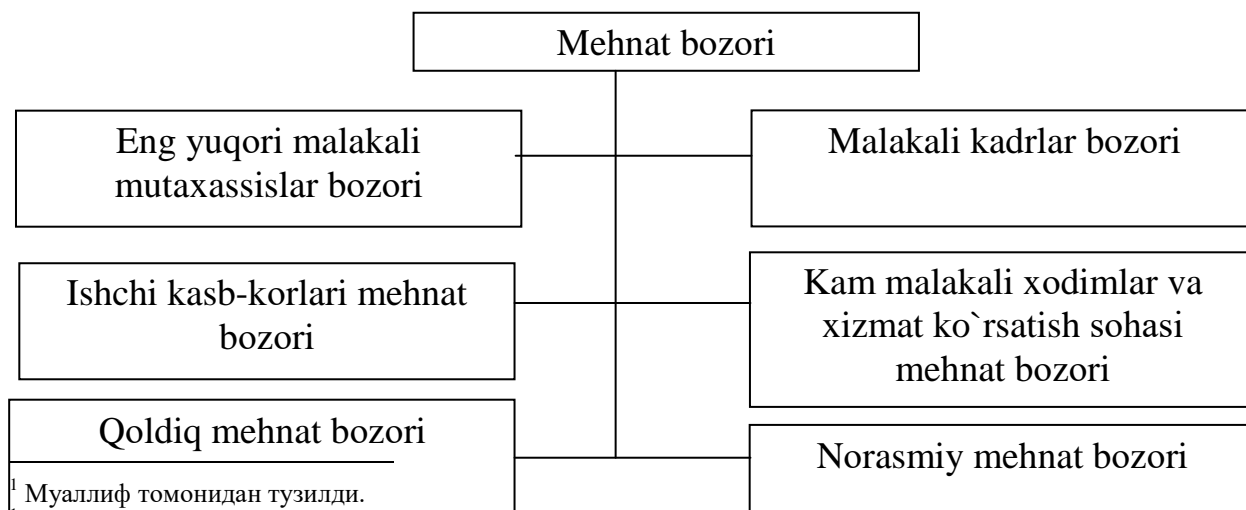 Mehnat bozori
Eng yuqori malakali
mutaxassislar bozori
Malakali kadrlar bozori
Ishchi kasb-korlari mehnat
bozori
Kam malakali xodimlar va
xizmat ko`rsatish sohasi
mehnat bozori
Qoldiq mehnat bozori
Norasmiy mehnat bozori
1 Муаллиф томонидан тузилди.